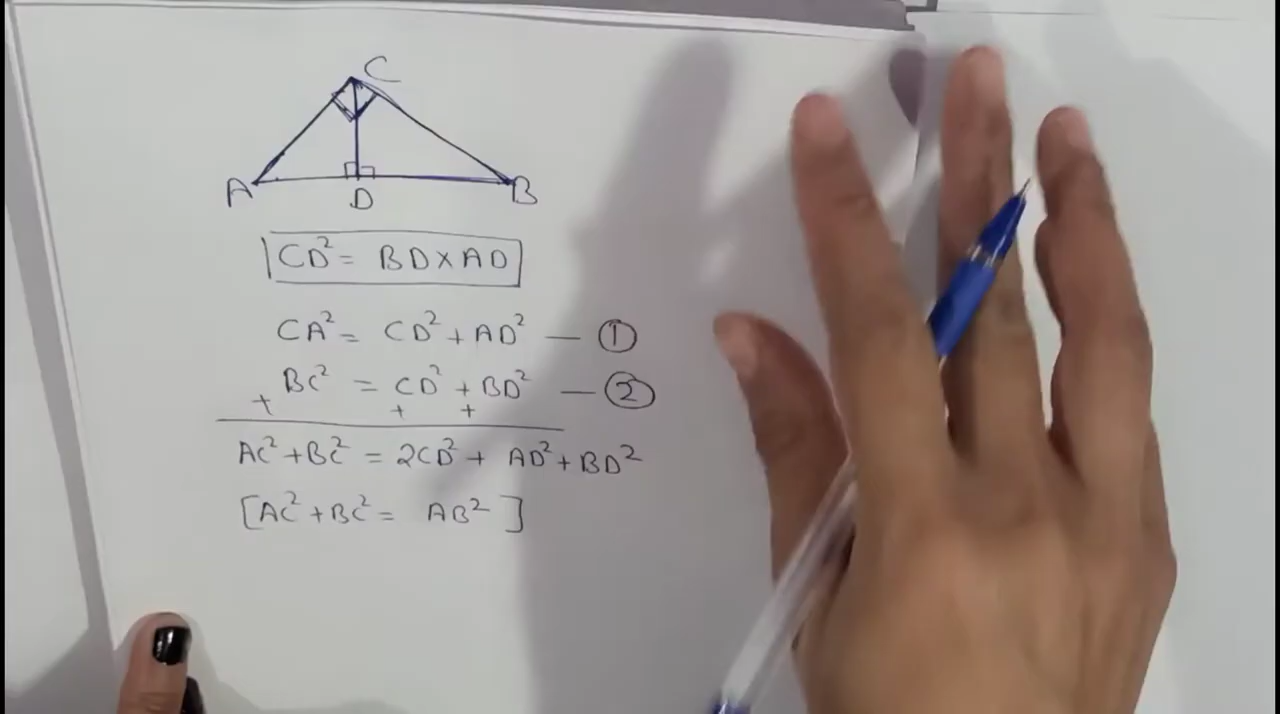 C
A
D
B
CD² = BD×AD
CA² = CD² + AD² — ①
+ BC² = CD² + BD² — ②
+ +
AC² + BC² = 2CD² + AD² + BD²
[AC² + BC² = AB²]